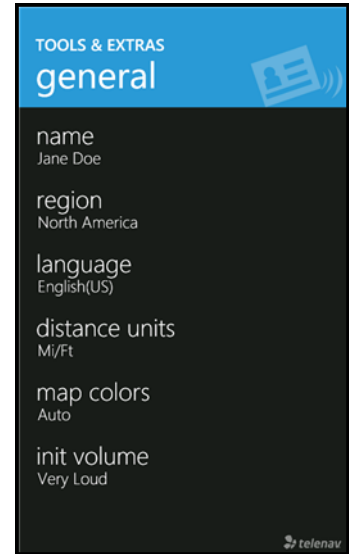 TOOLS & EXTRAS
general
name
Jane Doe
region
North America
language
English(US)
distance units
Mi/Ft
map colors
Auto
init volume
Very Loud
telenav